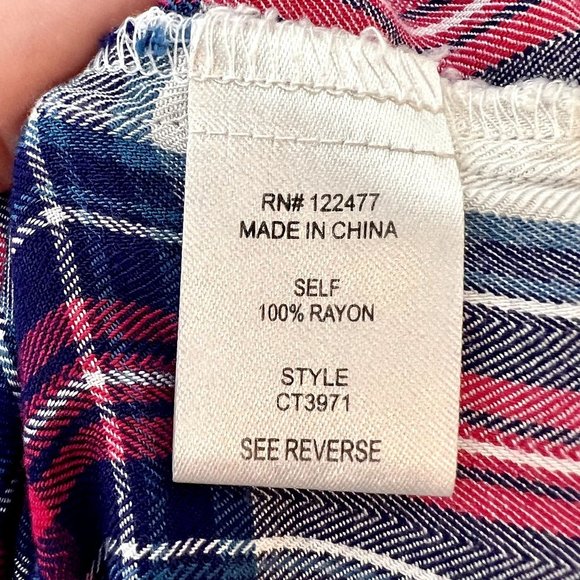 RN# 122477
MADE IN CHINA
SELF
100% RAYON
STYLE
CT3971
SEE REVERSE